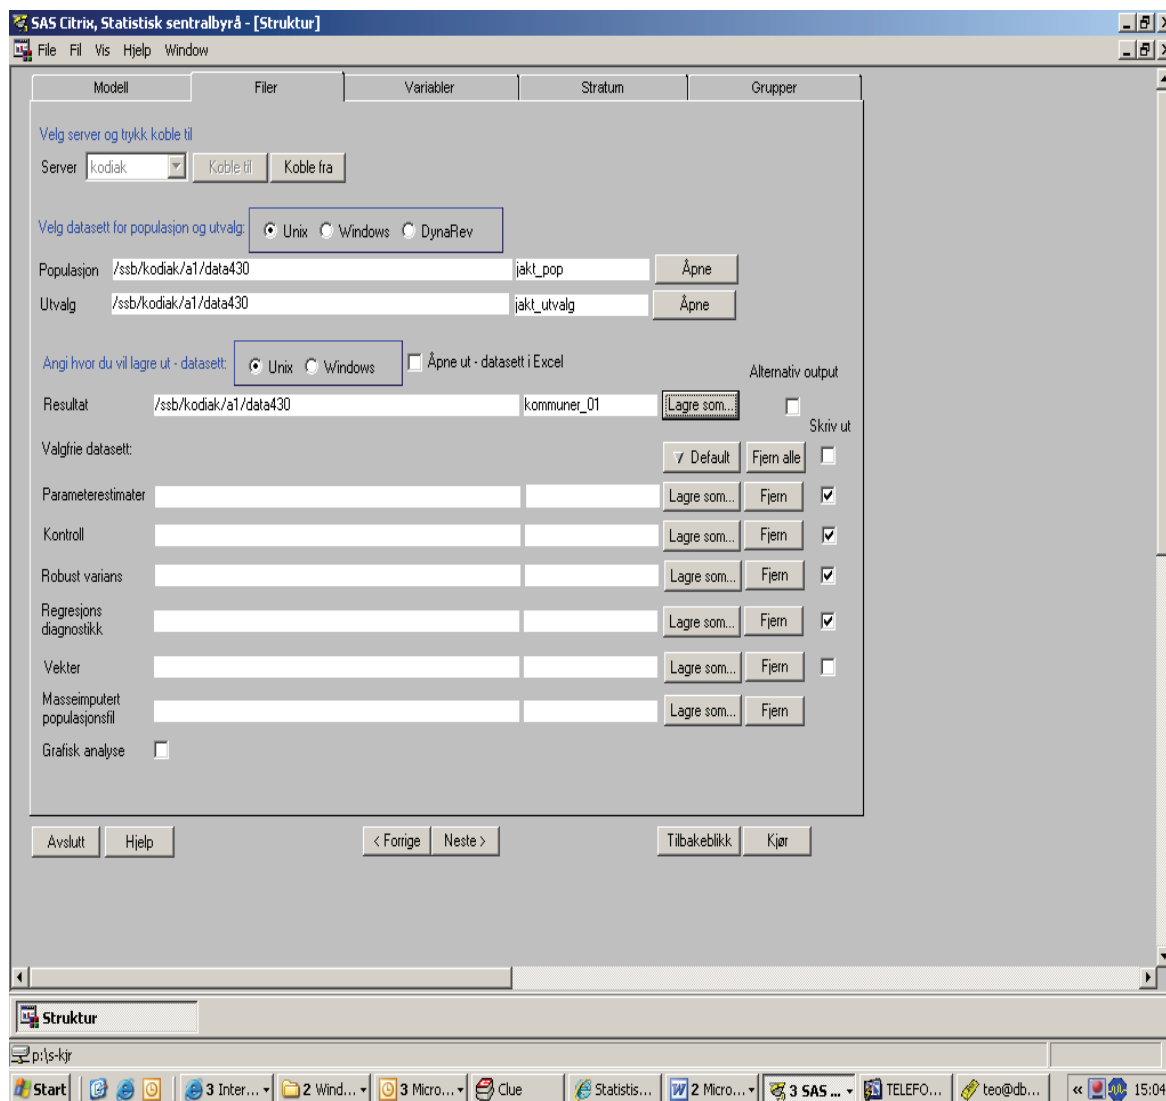 SAS Citrix, Statistisk sentralbyrå - [Struktur]
File Fil Vis Hjelp Window
Modell Filer Variabler Stratum Grupper
Velg server og trykk koble til
Server kodiak Koble til Koble fra
Velg datasett for populasjon og utvalg: Unix Windows DynaRev
Populasjon /ssb/kodiak/a1/data430 jakt_pop Åpne
Utvalg /ssb/kodiak/a1/data430 jakt_utvalg Åpne
Angi hvor du vil lagre ut - datasett: Unix Windows Åpne ut - datasett i Excel
Alternativ output
Resultat /ssb/kodiak/a1/data430 kommuner_01 Lagre som...
Skriv ut
Valgfrie datasett: Default Fjern alle
Parameterestimater Lagre som... Fjern
Kontroll Lagre som... Fjern
Robust varians Lagre som... Fjern
Regresjons
diagnostikk Lagre som... Fjern
Vekter Lagre som... Fjern
Masseimputert
populasjonsfil Lagre som... Fjern
Grafisk analyse
Avslutt Hjelp < Forrige Neste > Tilbakeblikk Kjør
Struktur
p:\s-kjr
Start 3 Inter... 2 Wind... 3 Micro... Clue Statistis... 2 Micro... 3 SAS ... TELEFO... teo@db... « 15:04